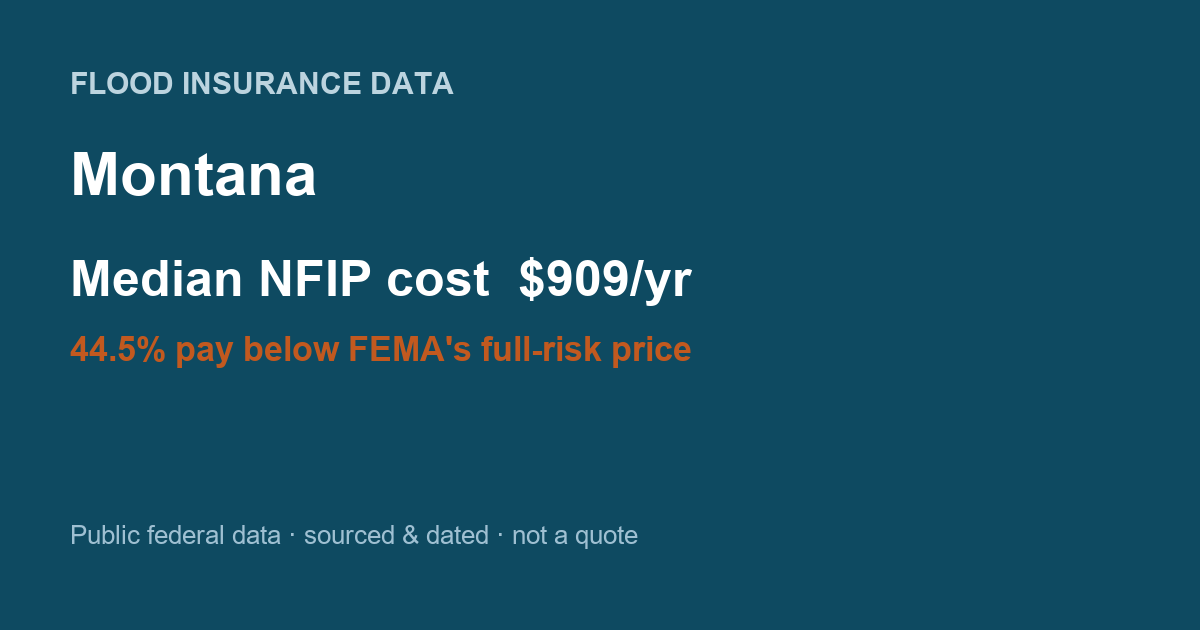 FLOOD INSURANCE DATA
Montana
Median NFIP cost  $909/yr
44.5% pay below FEMA's full-risk price
Public federal data · sourced & dated · not a quote